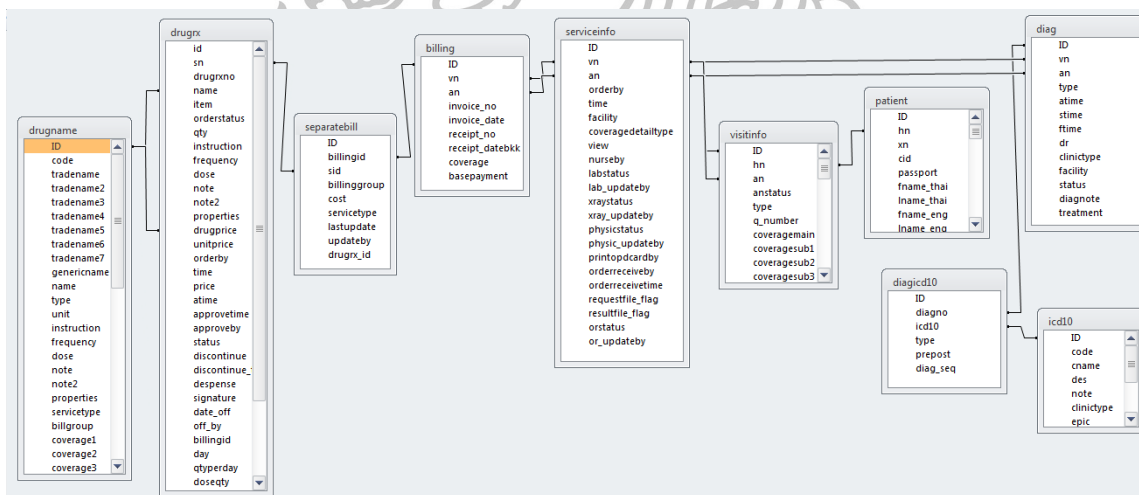 drugname
ID
code
tradename
tradename2
tradename3
tradename4
tradename5
tradename6
tradename7
genericname
name
type
unit
instruction
frequency
dose
note
note2
properties
servicetype
billgroup
coverage1
coverage2
coverage3
drugrx
id
sn
drugrxno
name
item
orderstatus
qty
instruction
frequency
dose
note
note2
properties
drugprice
unitprice
orderby
time
price
atime
approvetime
approveby
status
discontinue
discontinue_
despense
signature
date_off
off_by
billingid
day
qtyperday
doseqty
separatebill
ID
billingid
sid
billinggroup
cost
servicetype
lastupdate
updateby
drugrx_id
billing
ID
vn
an
invoice_no
invoice_date
receipt_no
receipt_datebkk
coverage
basepayment
serviceinfo
ID
vn
an
orderby
time
facility
coveragedetailtype
view
nurseby
labstatus
lab_updateby
xraystatus
xray_updateby
physicstatus
physic_updateby
printopdcardby
orderreceiveby
orderreceivetime
requestfile_flag
resultfile_flag
orstatus
or_updateby
visitinfo
ID
hn
an
anstatus
type
q_number
coveragemain
coveragesub1
coveragesub2
coveragesub3
patient
ID
hn
xn
cid
passport
fname_thai
lname_thai
fname_eng
lname_eng
diag
ID
vn
an
type
atime
stime
ftime
dr
clinictype
facility
status
diagnote
treatment
diagicd10
ID
diagno
icd10
type
prepost
diag_seq
icd10
ID
code
cname
des
note
clinictype
epic